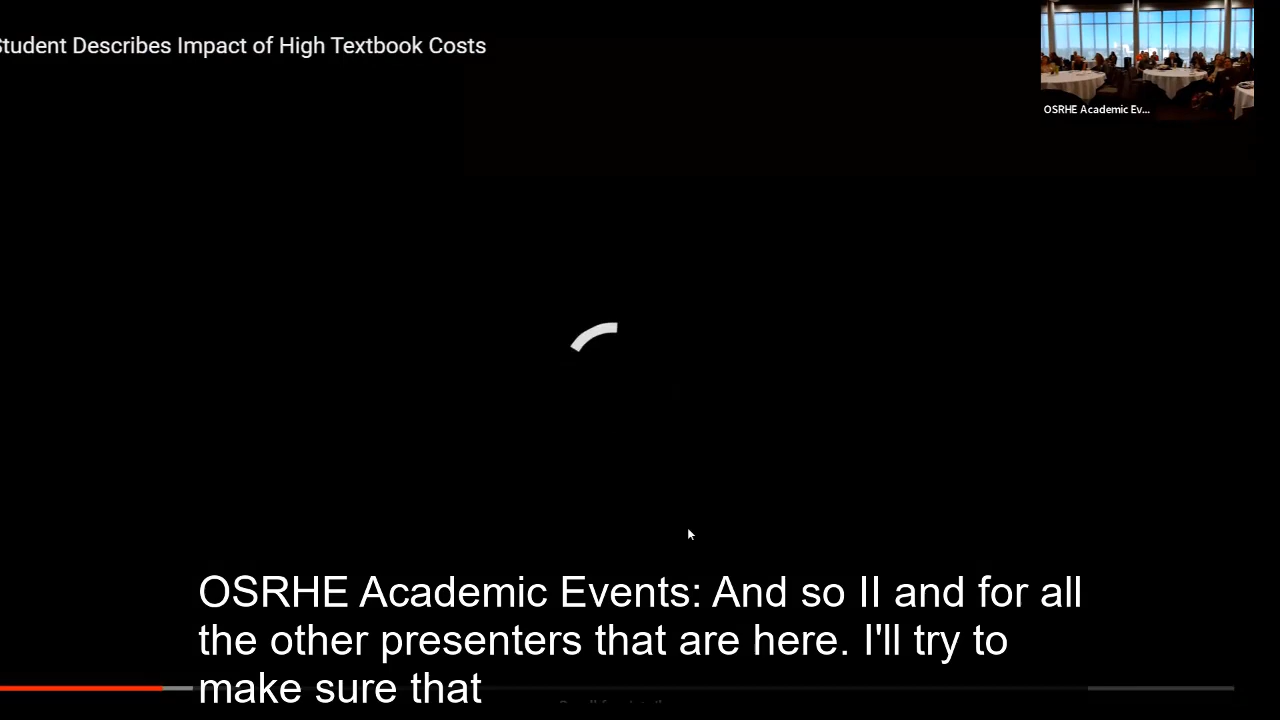 Student Describes Impact of High Textbook Costs
OSRHE Academic Ev...
OSRHE Academic Events: And so II and for all
the other presenters that are here. I'll try to
make sure that